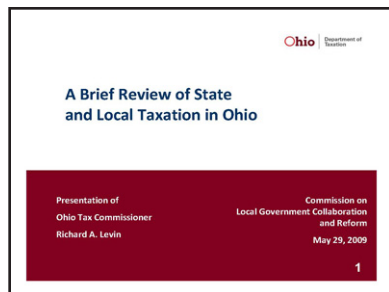 Ohio
Department of
Taxation
A Brief Review of State
and Local Taxation in Ohio
Presentation of
Ohio Tax Commissioner
Richard A. Levin
Commission on
Local Government Collaboration
and Reform
May 29, 2009
1